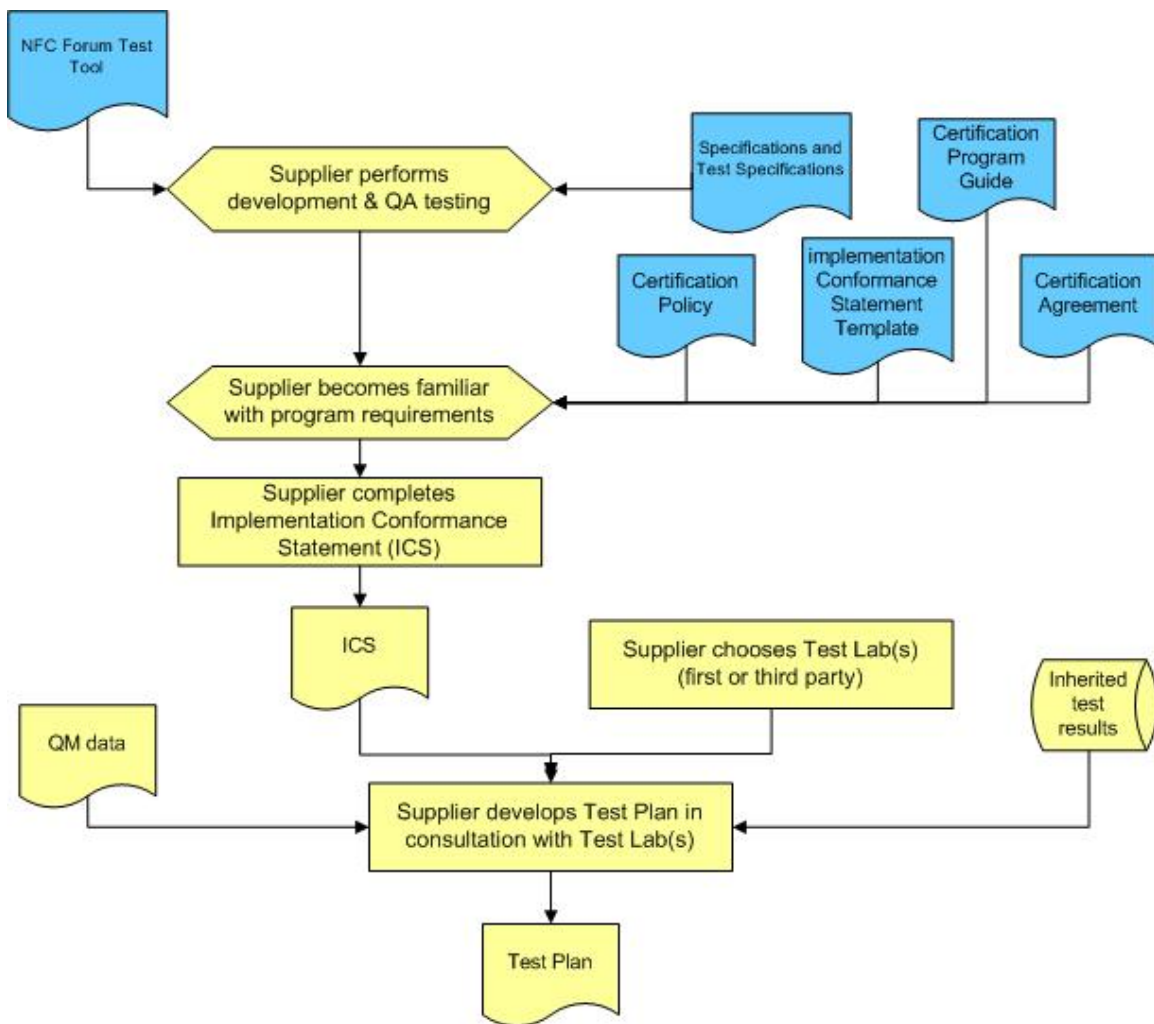 NFC Forum Test
Tool
Supplier performs
development & QA testing
Specifications and
Test Specifications
Certification
Program
Guide
Certification
Policy
implementation
Conformance
Statement
Template
Certification
Agreement
Supplier becomes familiar
with program requirements
Supplier completes
Implementation Conformance
Statement (ICS)
ICS
Supplier chooses Test Lab(s)
(first or third party)
Inherited
test
results
QM data
Supplier develops Test Plan in
consultation with Test Lab(s)
Test Plan